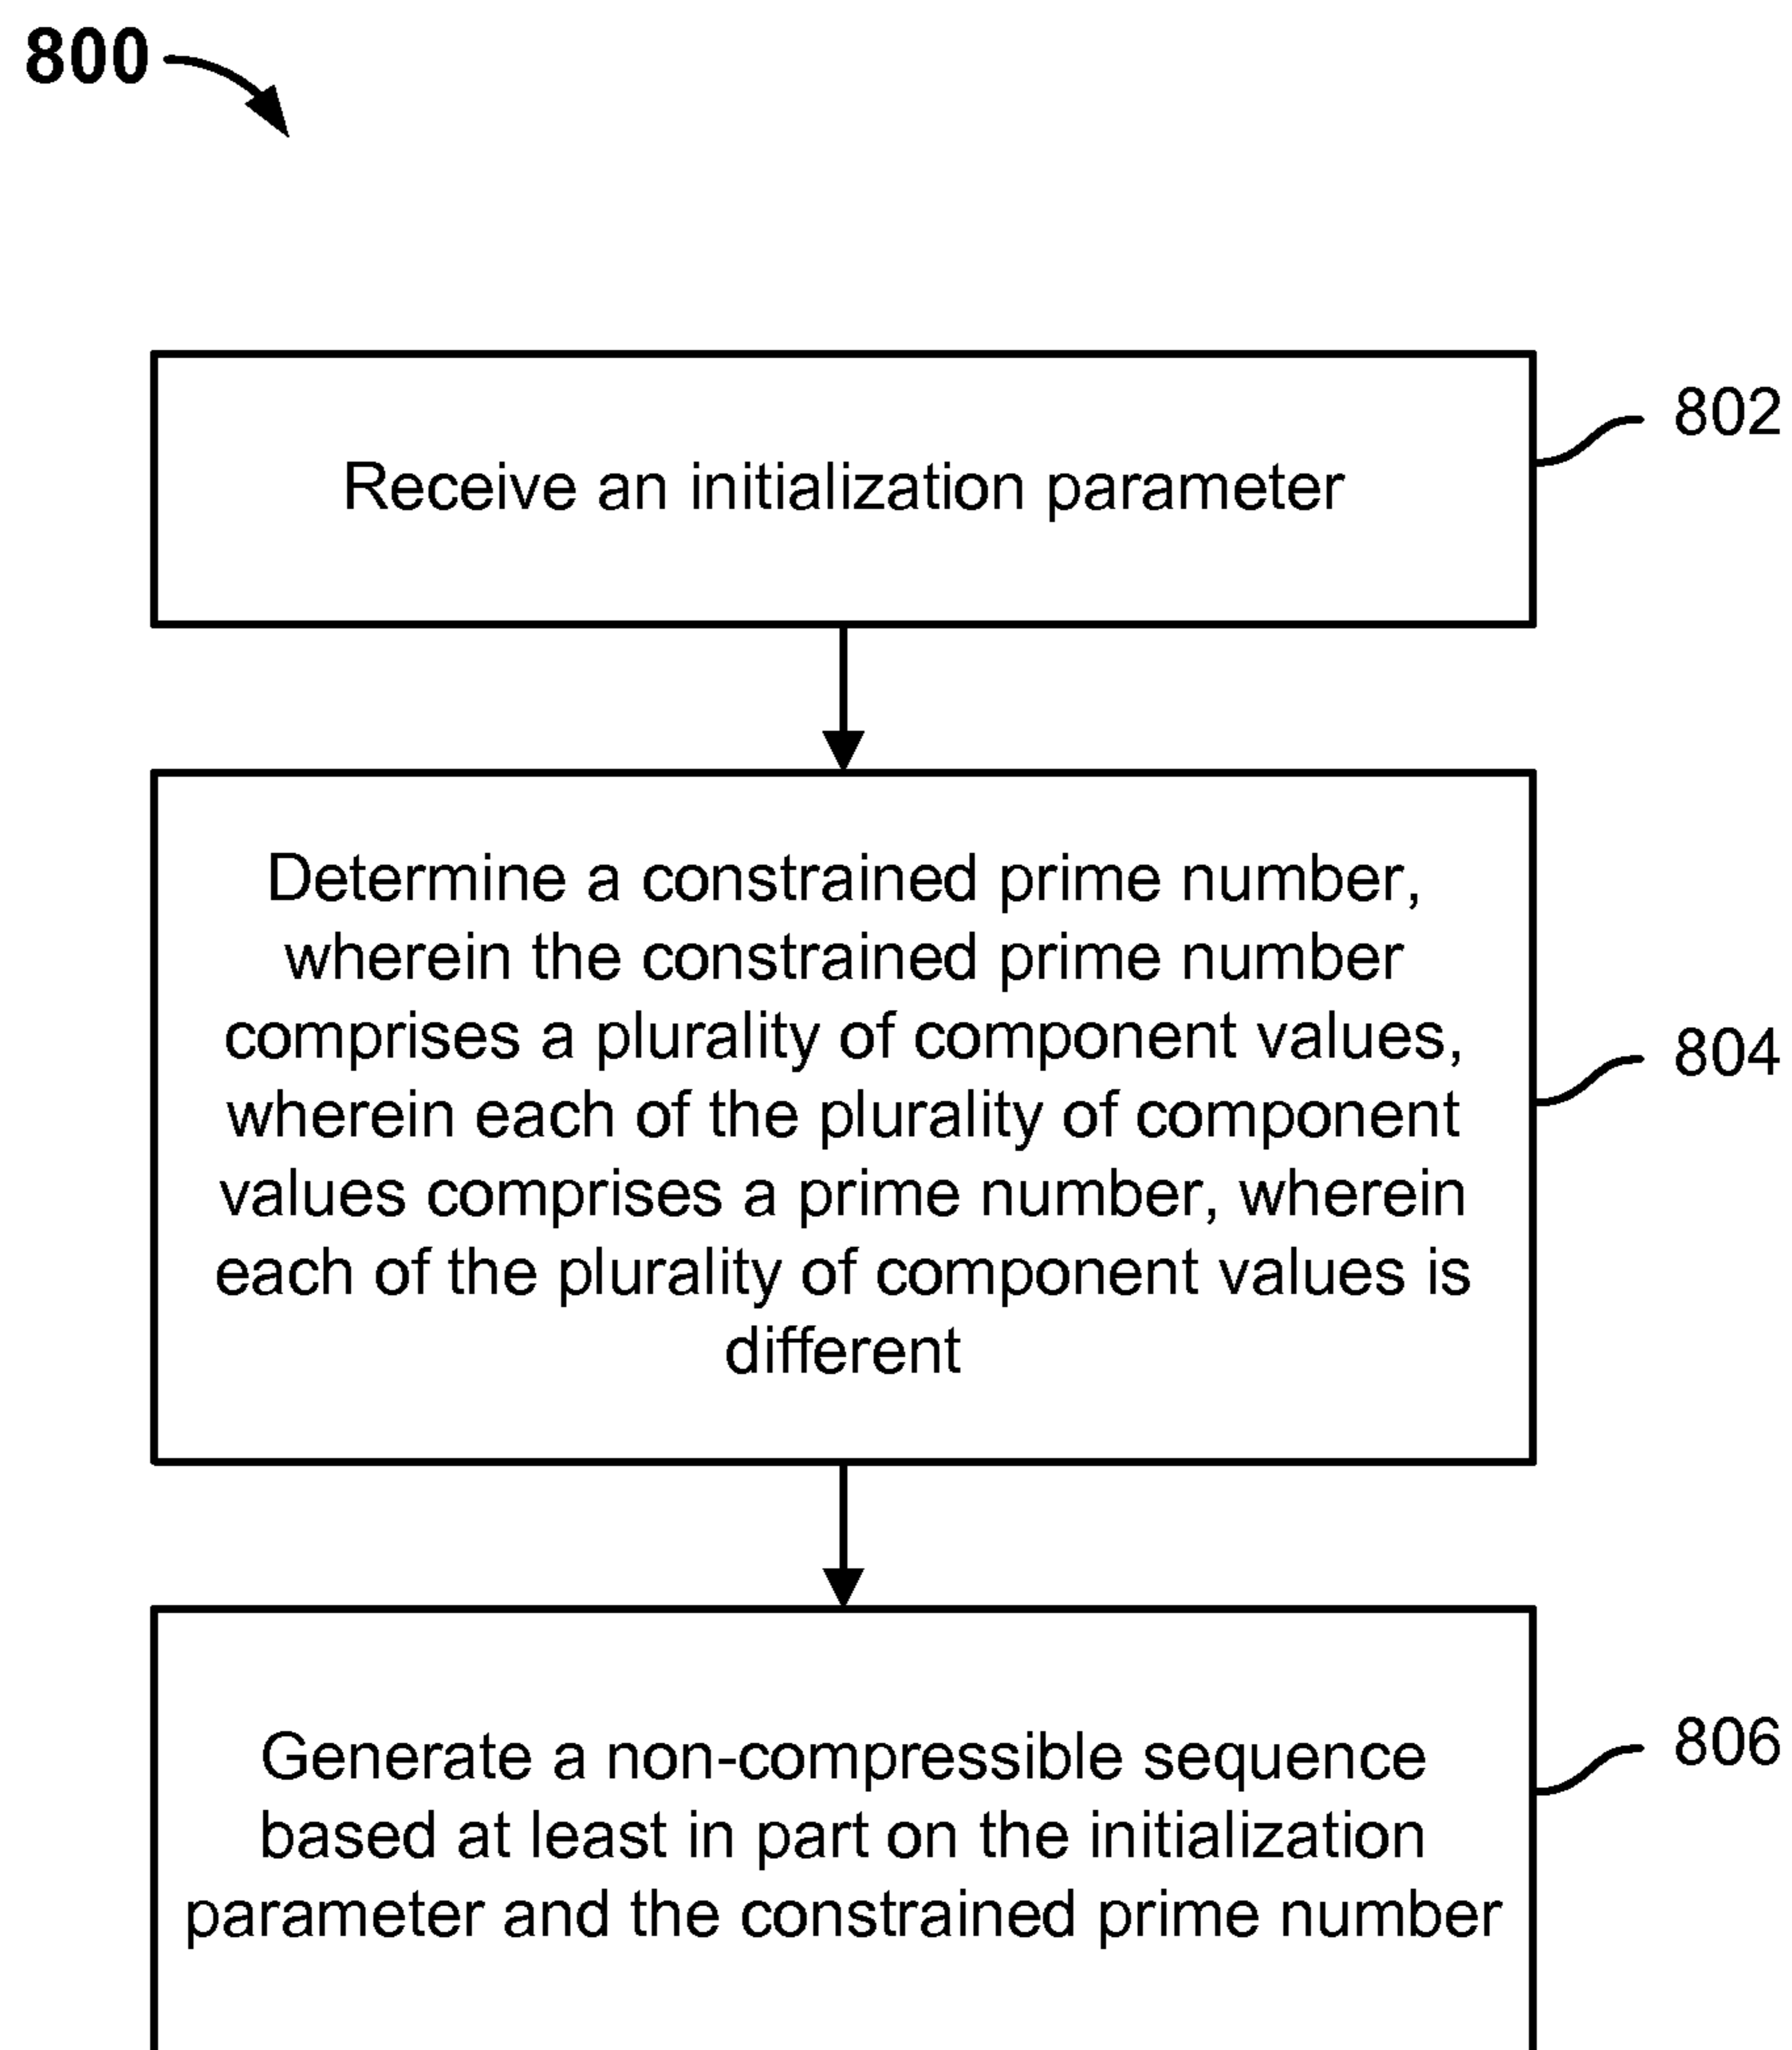 800
802
Receive an initialization parameter
Determine a constrained prime number,
wherein the constrained prime number
comprises a plurality of component values,
wherein each of the plurality of component
values comprises a prime number, wherein
each of the plurality of component values is
different
804
Generate a non-compressible sequence
based at least in part on the initialization
parameter and the constrained prime number
806